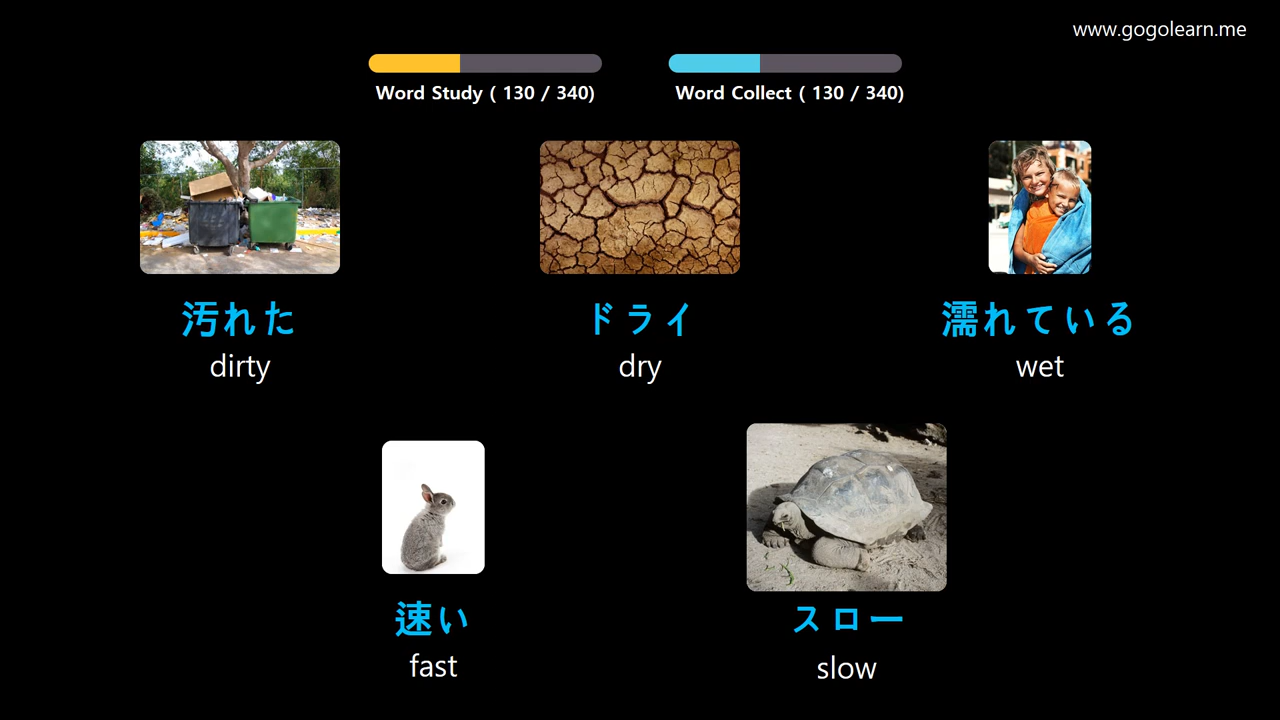 www.gogolearn.me
Word Study ( 130 / 340)
Word Collect ( 130 / 340)
汚れた
dirty
ドライ
dry
濡れている
wet
速い
fast
スロー
slow